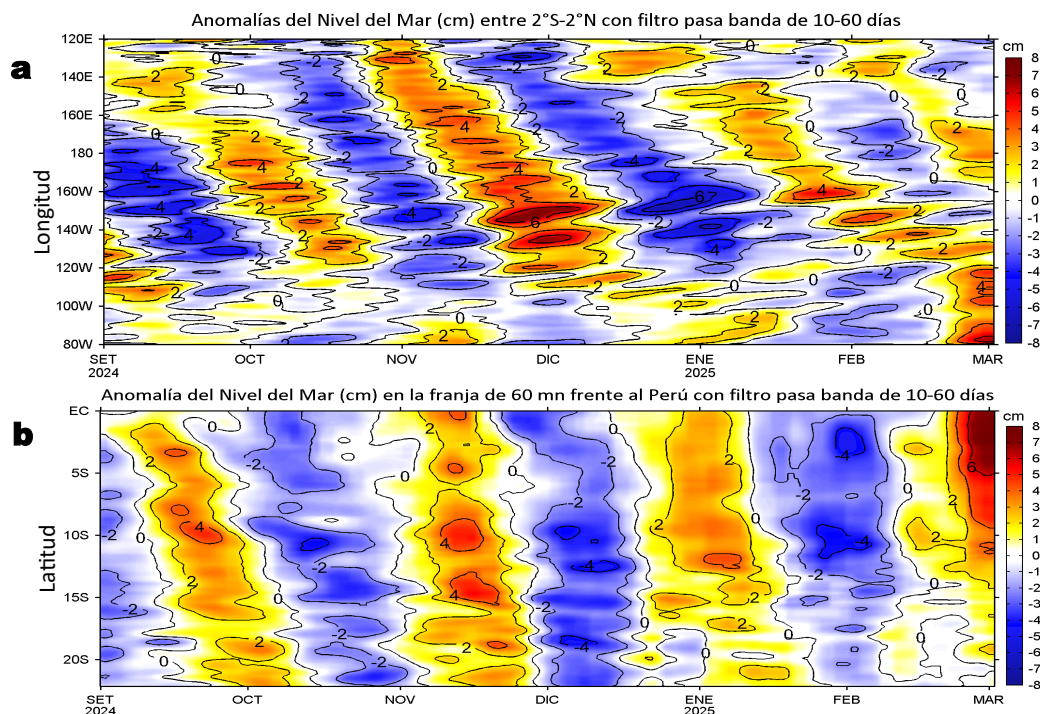 Anomalías del Nivel del Mar (cm) entre 2°S-2°N con filtro pasa banda de 10-60 días
a
Longitud
120E
140E
160E
180
160W
140W
120W
100W
80W
SET
2024
OCT
NOV
DIC
ENE
2025
FEB
MAR
cm
8
7
6
5
4
3
2
1
0
-1
-2
-3
-4
-5
-6
-7
-8
Anomalía del Nivel del Mar (cm) en la franja de 60 mn frente al Perú con filtro pasa banda de 10-60 días
b
Latitud
EC
5S
10S
15S
20S
SET
2024
OCT
NOV
DIC
ENE
2025
FEB
MAR
cm
8
7
6
5
4
3
2
1
0
-1
-2
-3
-4
-5
-6
-7
-8